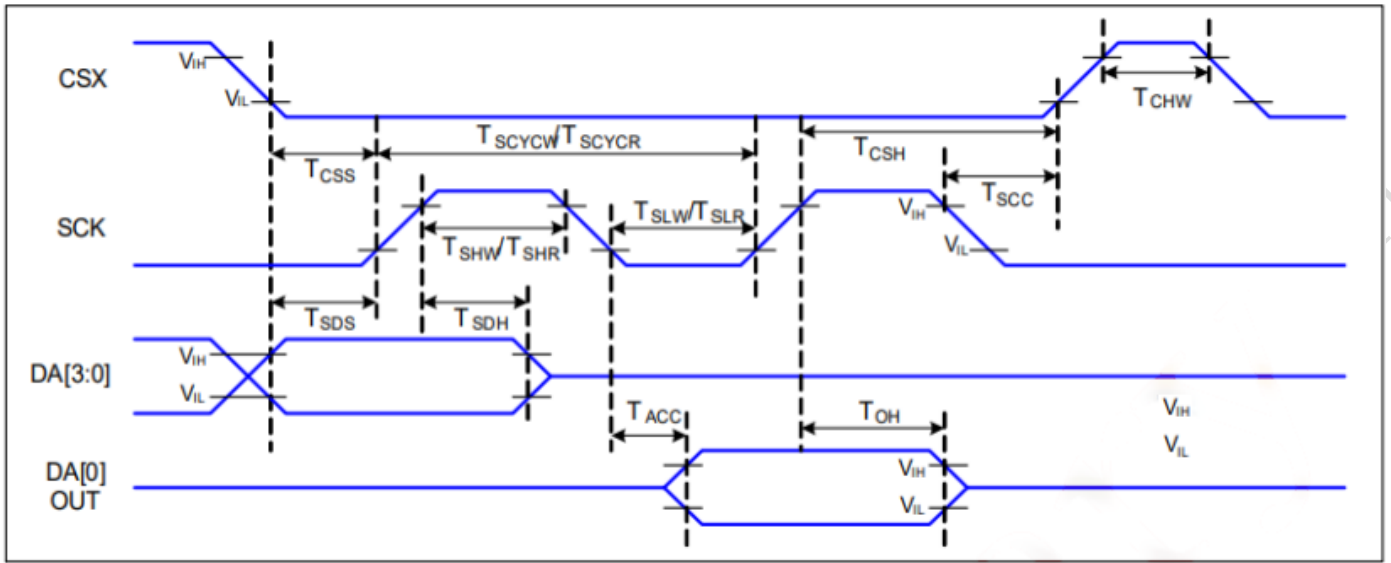 CSX
VIH
VIL
TCHW
TSCYCW/TSCYCR
TCSS
TCSH
TSCC
SCK
TSLW/TSLR
TSHW/TSHR
VIH
VIL
TSDS
TSDH
DA[3:0]
VIH
VIL
VIH
VIL
TACC
TOH
DA[0]
OUT
VIH
VIL